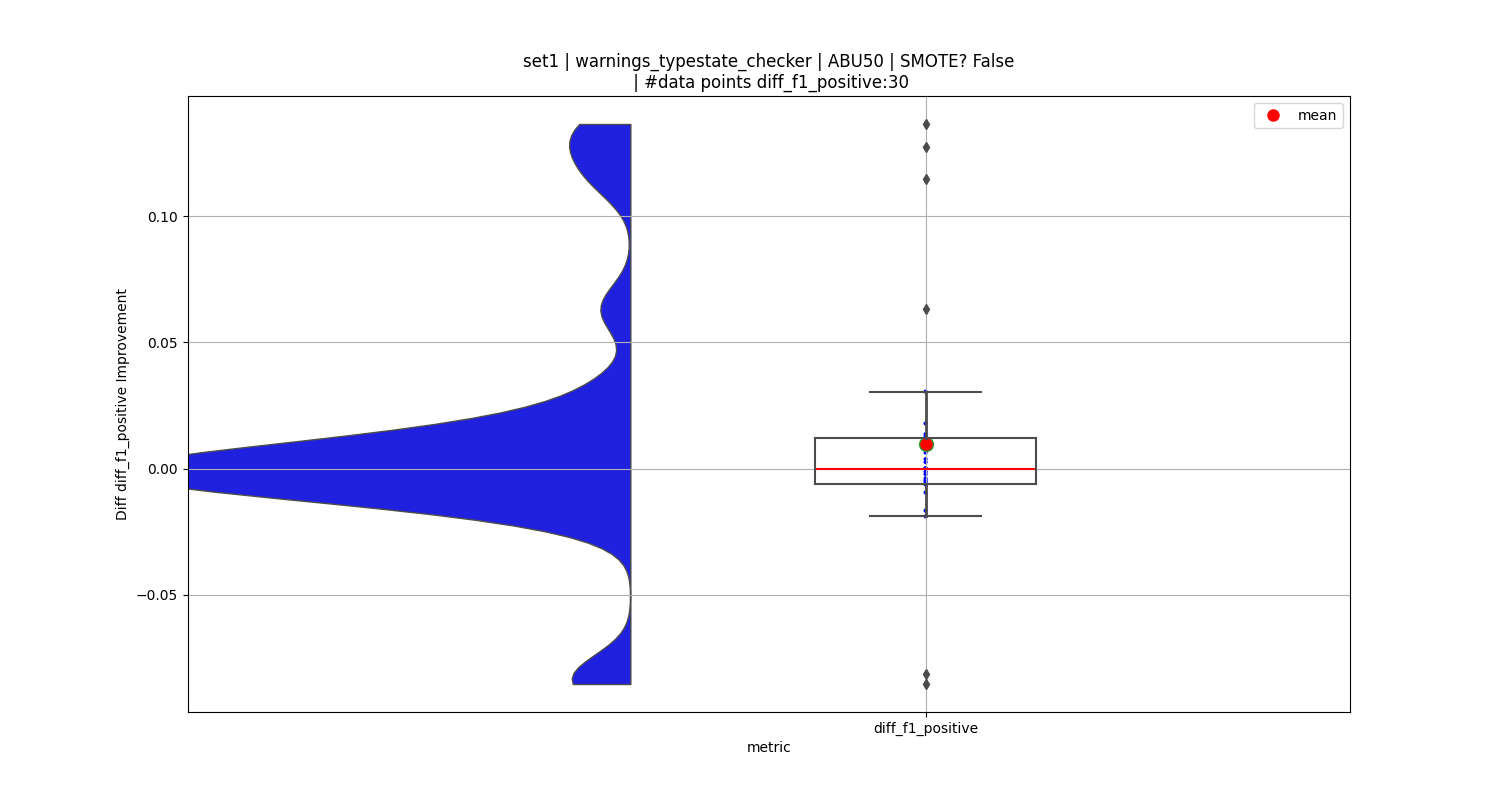 set1 | warnings_typestate_checker | ABU50 | SMOTE? False
| #data points diff_f1_positive:30
mean
0.10
0.05
0.00
−0.05
Diff diff_f1_positive Improvement
diff_f1_positive
metric